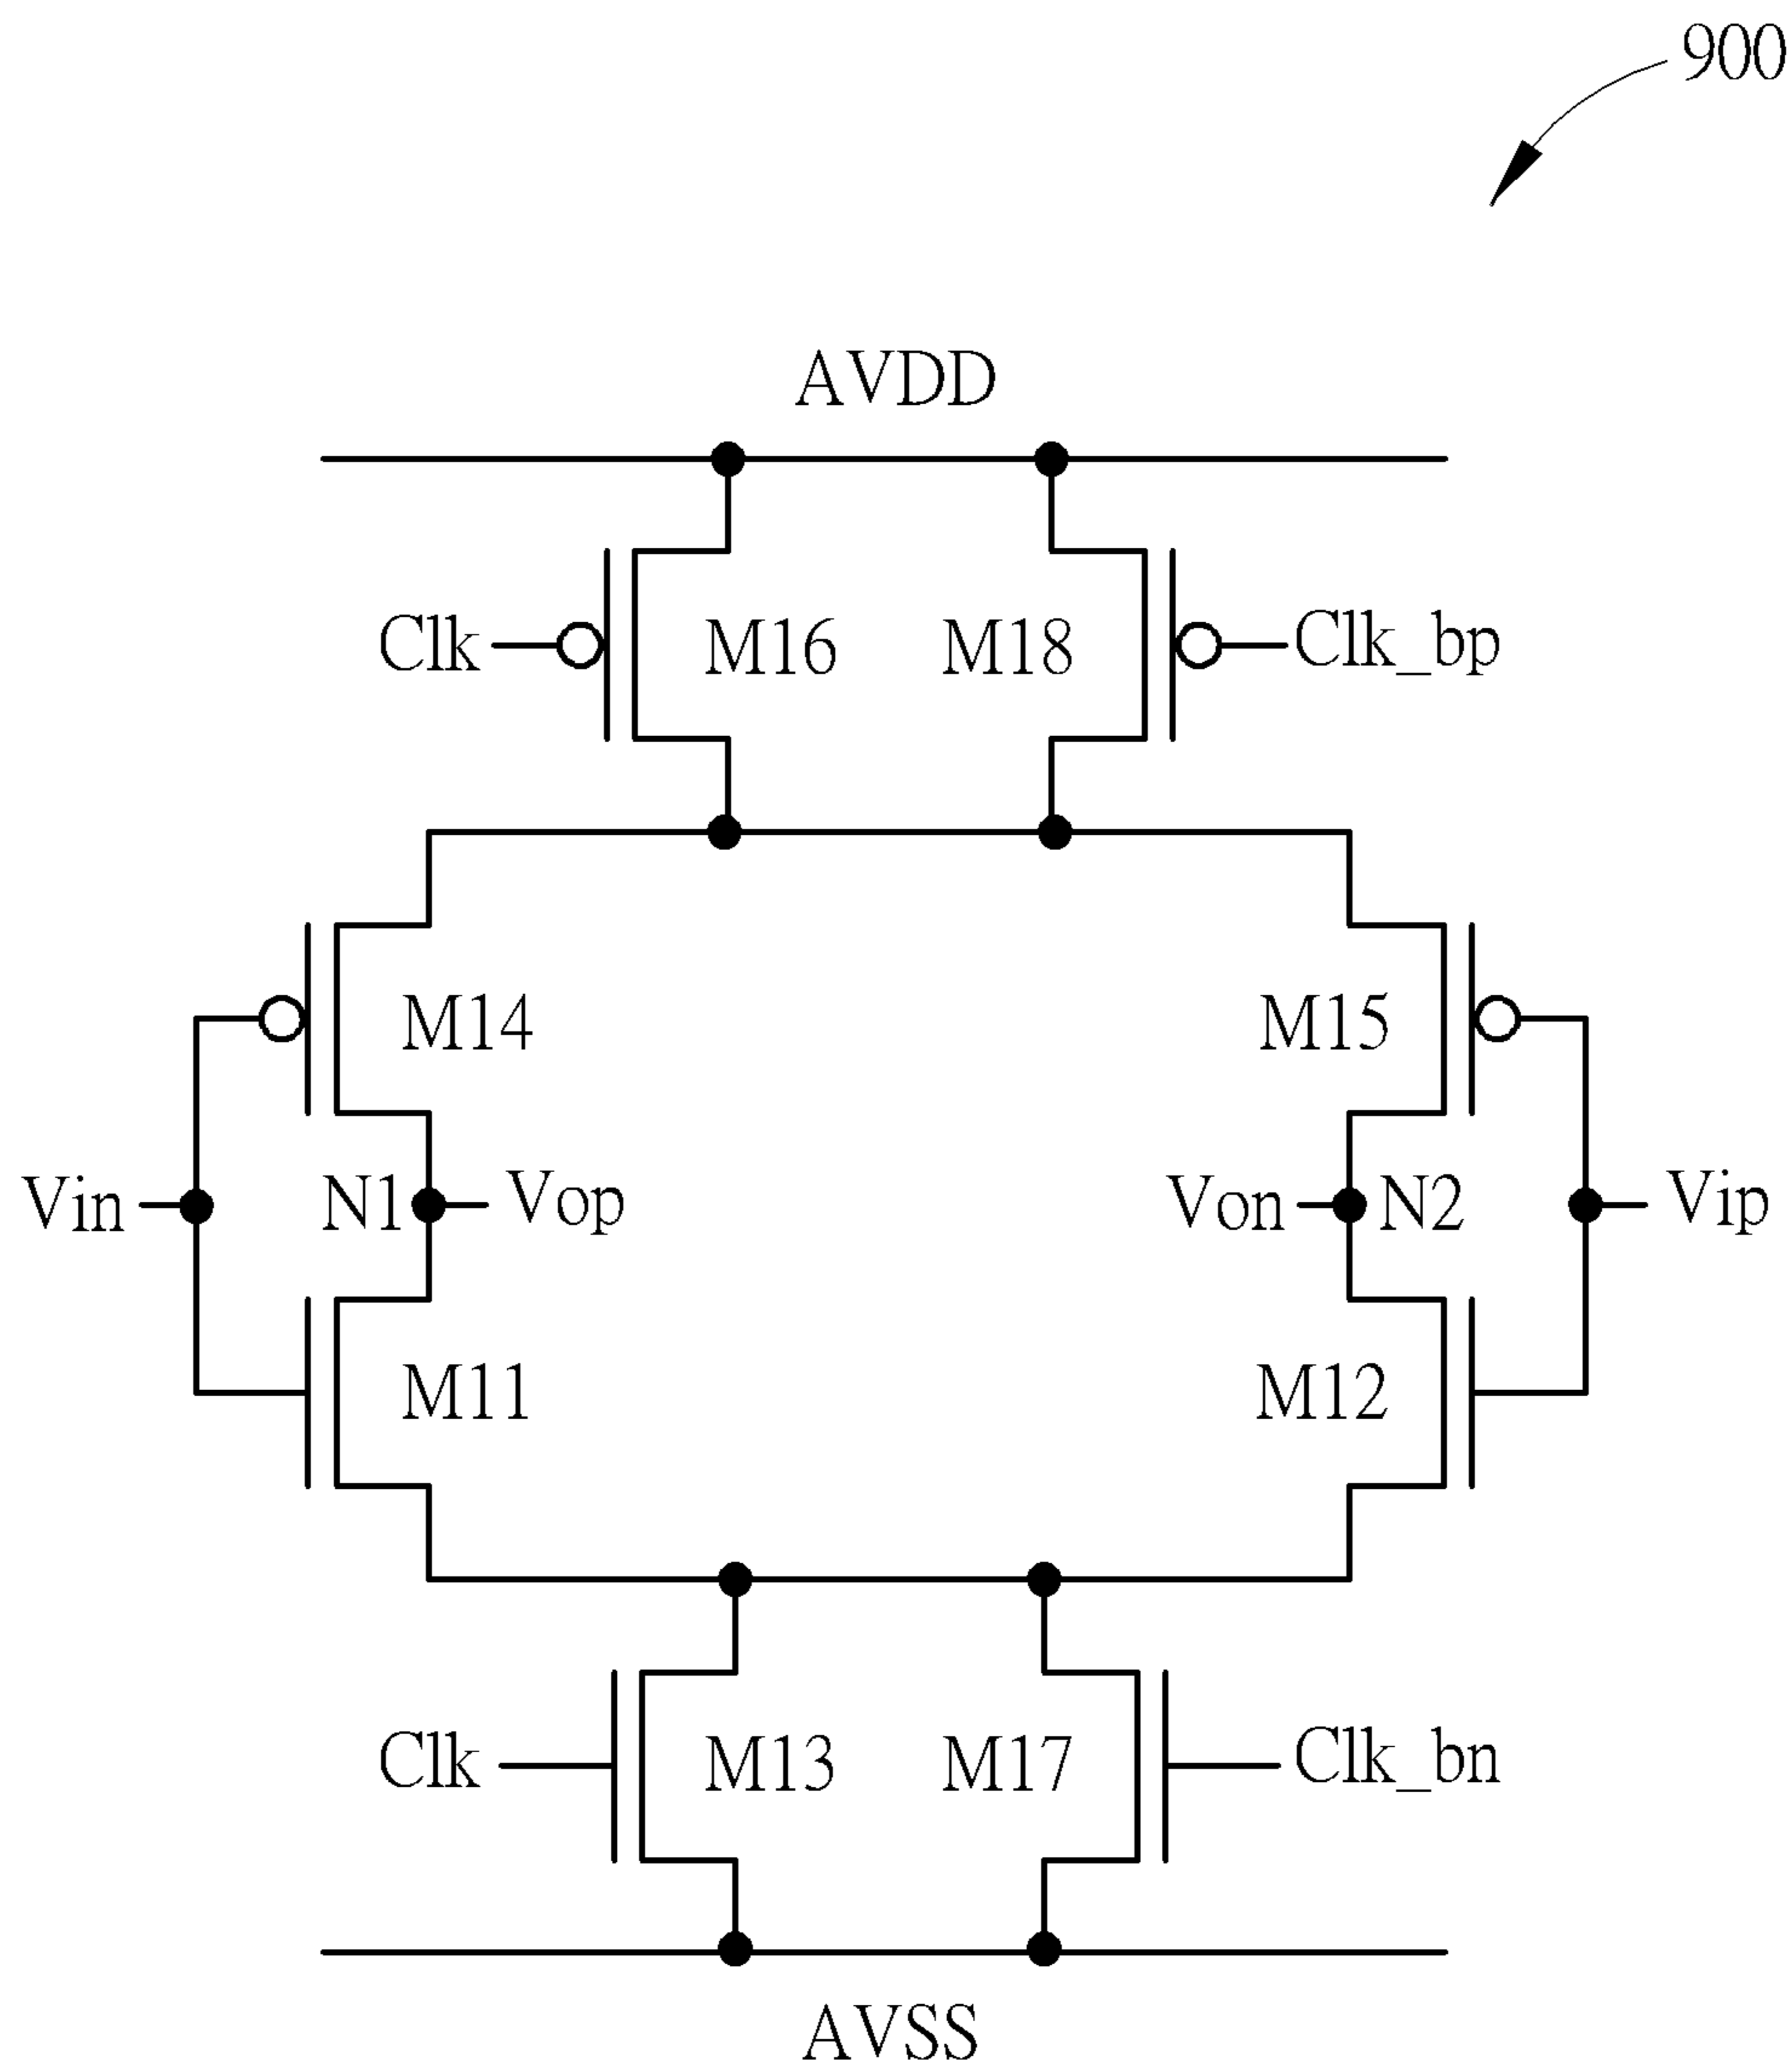 900
AVDD
Clk M16 M18 Clk_bp
M14 M15
Vin N1 Vop Von N2 Vip
M11 M12
Clk M13 M17 Clk_bn
AVSS